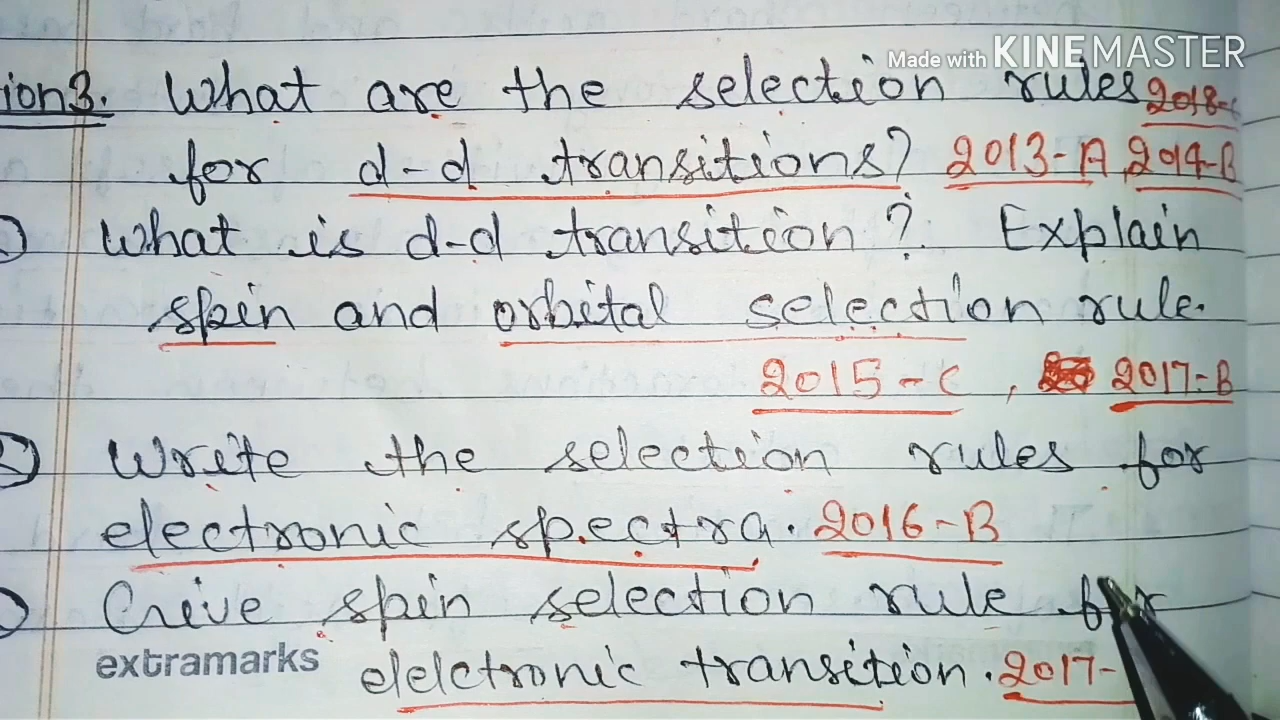 Made with KINEMASTER
ion3. What are the selection rules 2018-
for d-d transitions? 2013-A, 2014-B
What is d-d transition? Explain
spin and orbital selection rule.
2015-C, 2017-B
Write the selection rules for
electronic spectra. 2016-B
Give spin selection rule for
extramarks
elelctronic transition. 2017-